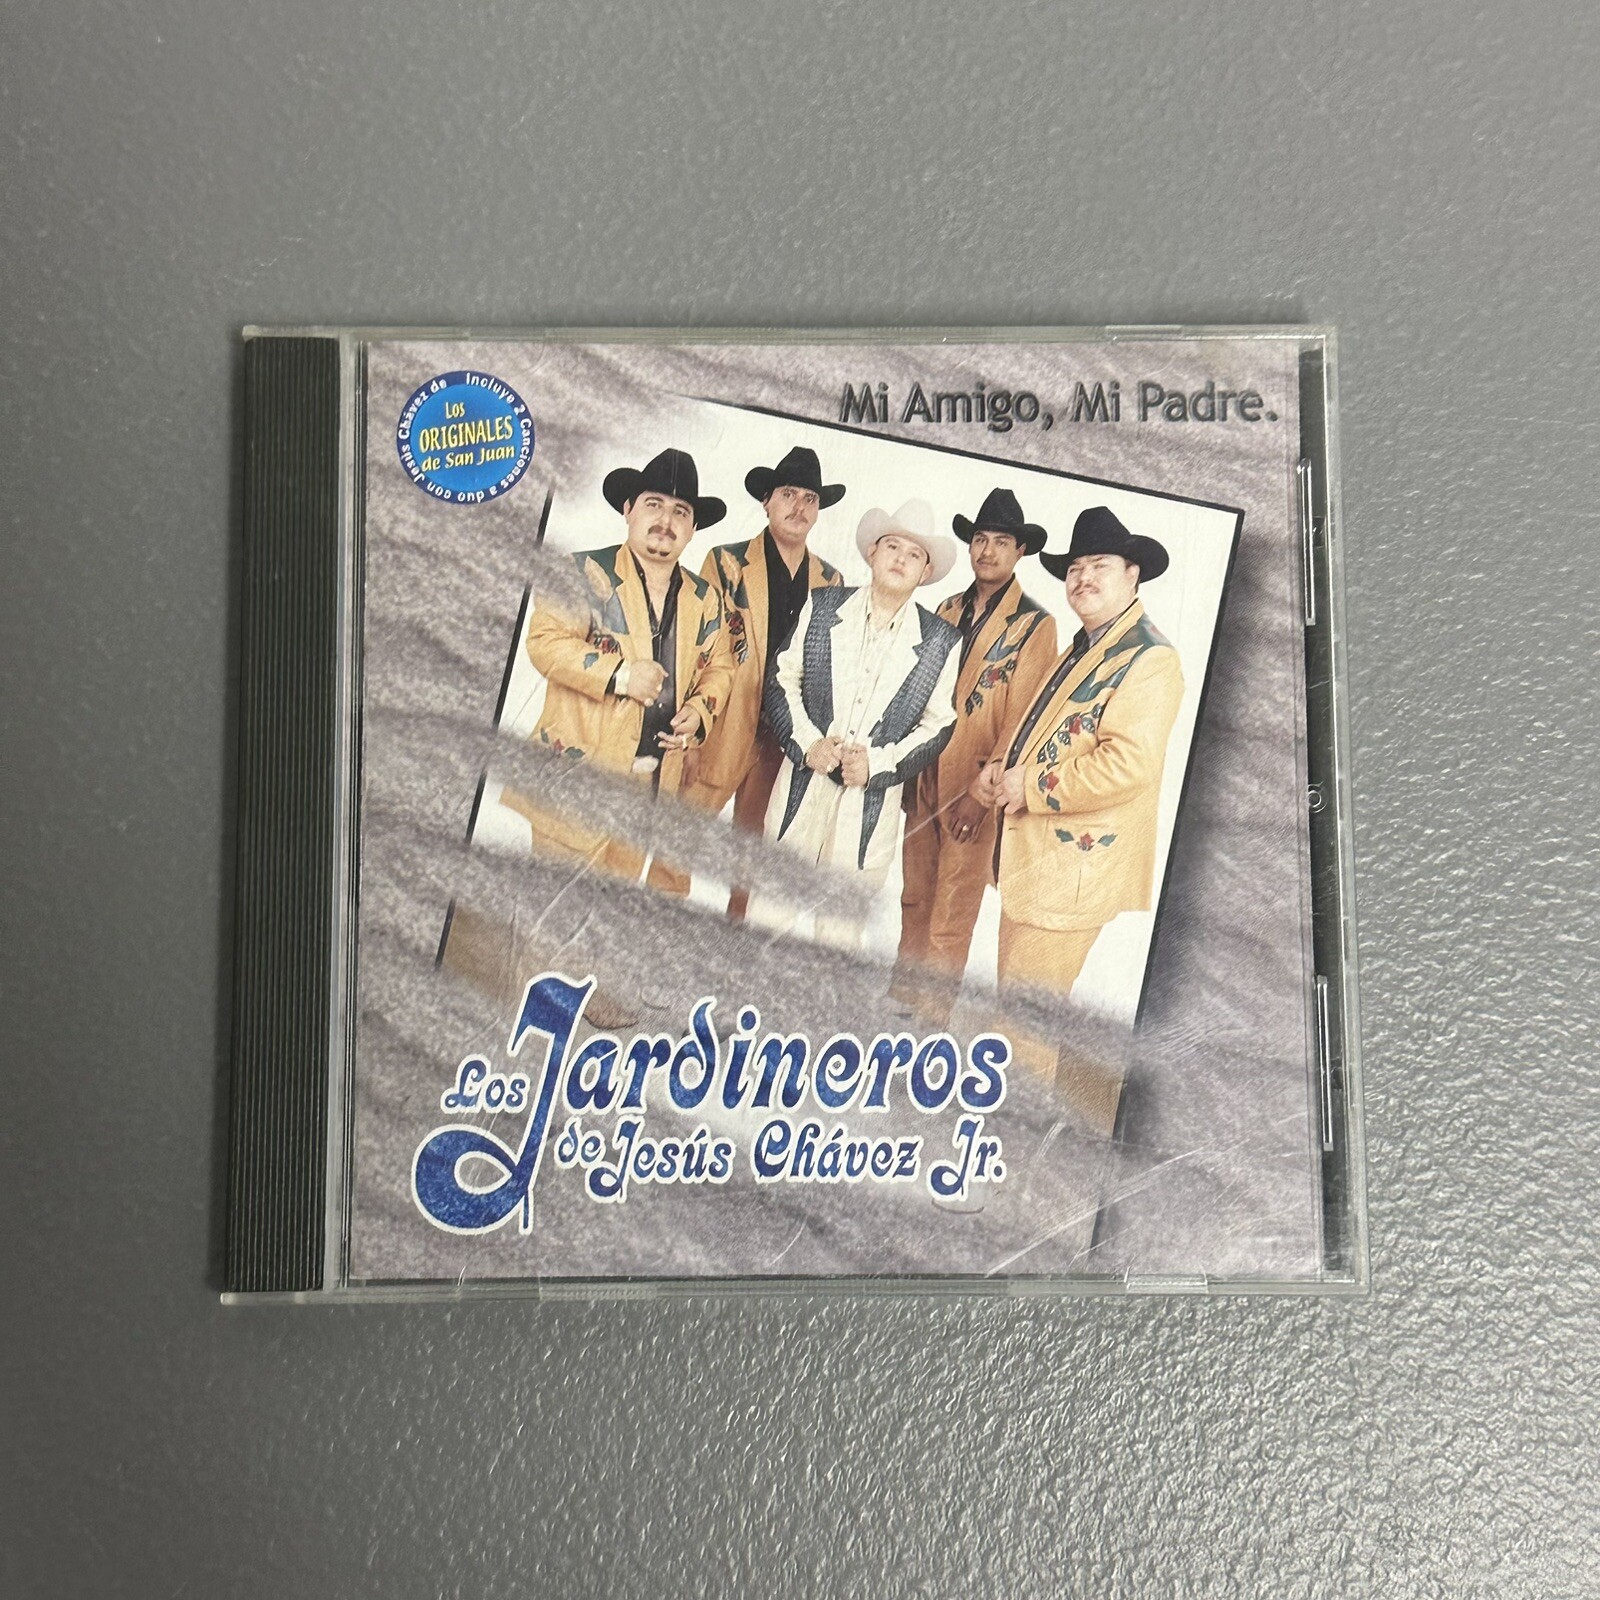 Mi Amigo, Mi Padre.
incluye 2 Canciones a duo con Jesús Chávez de
Los
ORIGINALES
de San Juan
Los Jardineros
de Jesús Chávez Jr.